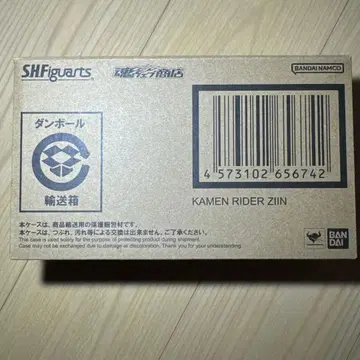 S.H.Figuarts
魂ウェブ商店
BANDAI NAMCO
ダンボール
輸送箱
4 573102 656742
KAMEN RIDER ZIIN
本ケースは、商品輸送用の保護梱包材です。
本ケースは、つぶれ、汚れ等による交換は出来ません。ご了承ください。
This case is used solely for the purpose of protecting product during shipment.
Case may not be exchanged due to damage or discoloration. Thank you for your understanding.
BAN
DAI